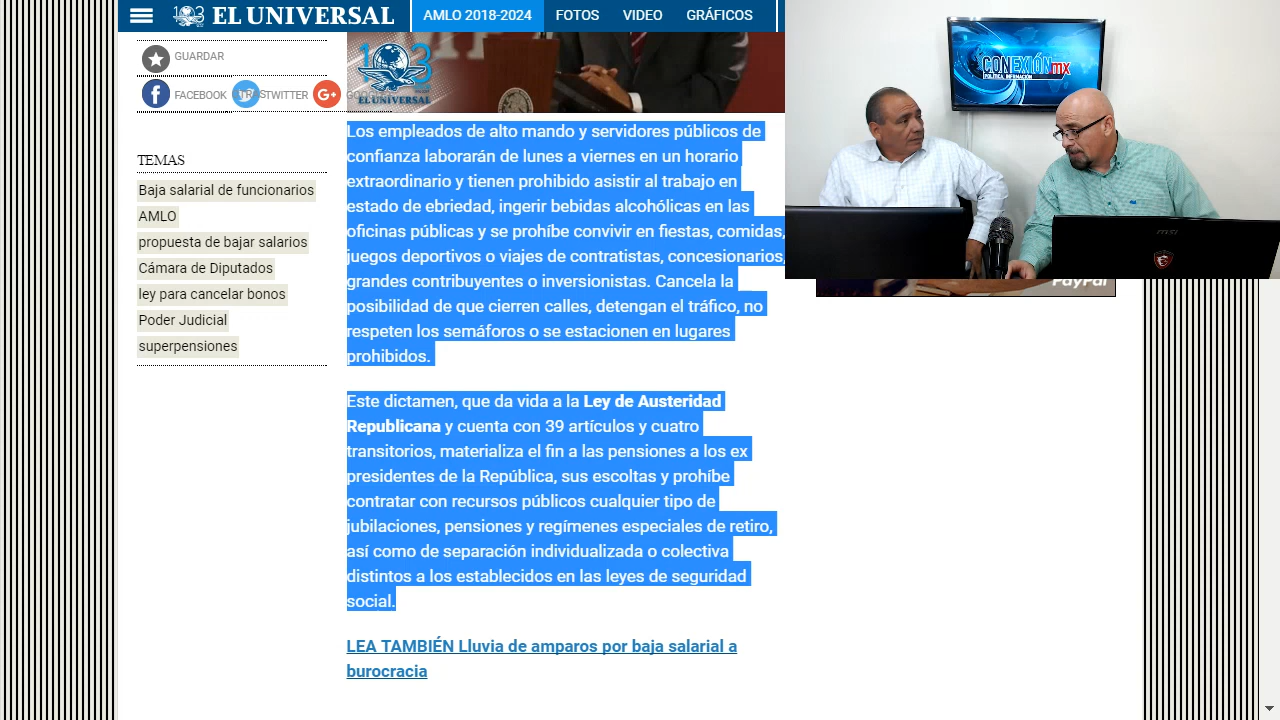 EL UNIVERSAL
AMLO 2018-2024
FOTOS
VIDEO
GRÁFICOS
GUARDAR
FACEBOOK
TWITTER
TEMAS
Baja salarial de funcionarios
AMLO
propuesta de bajar salarios
Cámara de Diputados
ley para cancelar bonos
Poder Judicial
superpensiones
103
EL UNIVERSAL
Los empleados de alto mando y servidores públicos de
confianza laborarán de lunes a viernes en un horario
extraordinario y tienen prohibido asistir al trabajo en
estado de ebriedad, ingerir bebidas alcohólicas en las
oficinas públicas y se prohíbe convivir en fiestas, comidas,
juegos deportivos o viajes de contratistas, concesionarios,
grandes contribuyentes o inversionistas. Cancela la
posibilidad de que cierren calles, detengan el tráfico, no
respeten los semáforos o se estacionen en lugares
prohibidos.
Este dictamen, que da vida a la Ley de Austeridad
Republicana y cuenta con 39 artículos y cuatro
transitorios, materializa el fin a las pensiones a los ex
presidentes de la República, sus escoltas y prohíbe
contratar con recursos públicos cualquier tipo de
jubilaciones, pensiones y regímenes especiales de retiro,
así como de separación individualizada o colectiva
distintos a los establecidos en las leyes de seguridad
social.
LEA TAMBIÉN Lluvia de amparos por baja salarial a
burocracia
CONEXIÓN MX
msi
PayPal